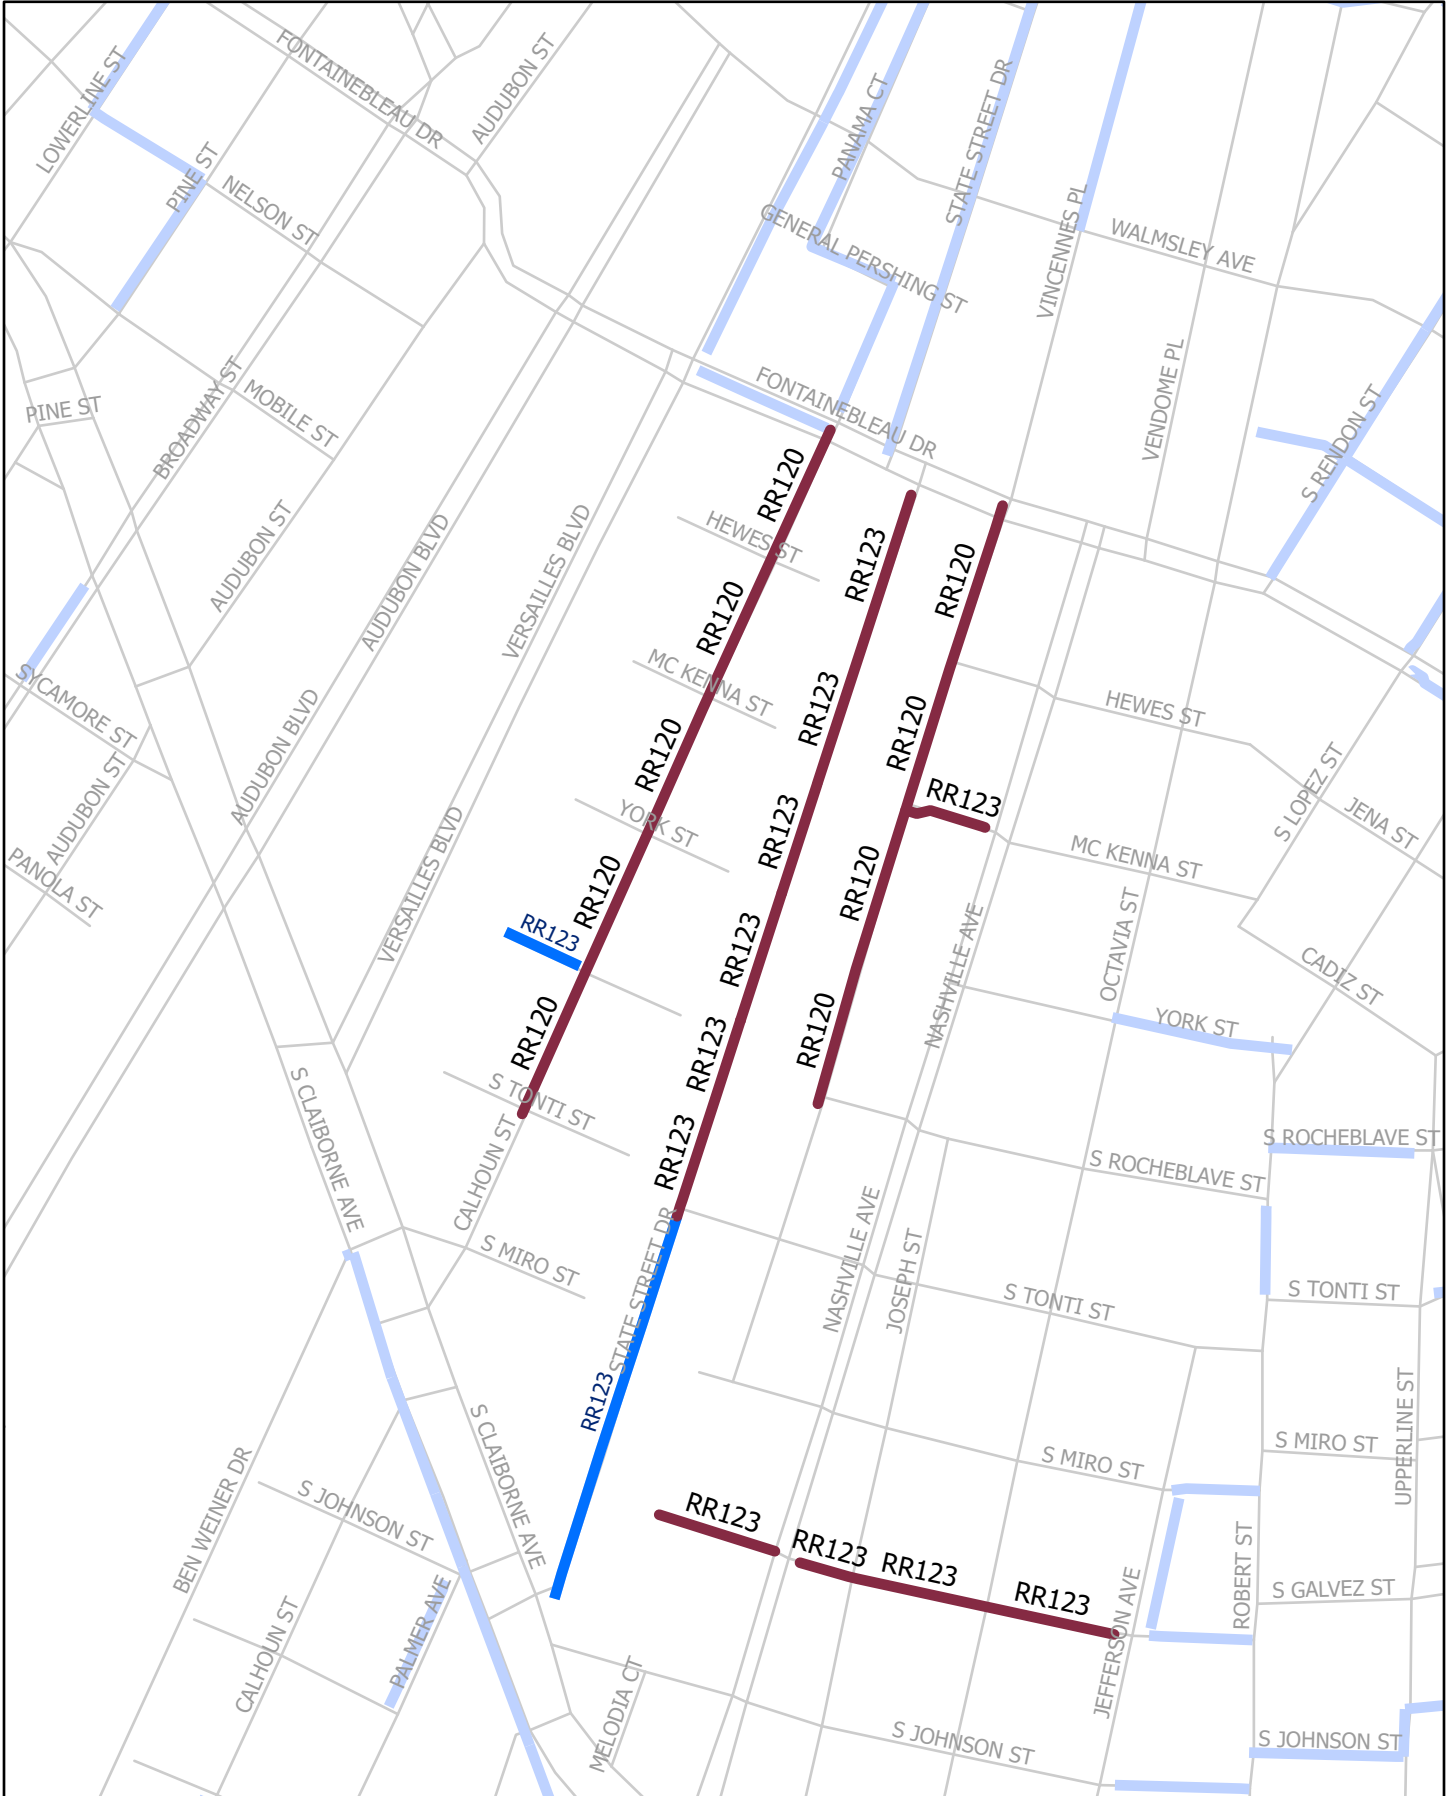 FONTAINEBLEAU DR
AUDUBON ST
LOWERLINE ST
PANAMA CT
STATE STREET DR
PINE ST
NELSON ST
GENERAL PERSHING ST
VINCENNES PL
WALMSLEY AVE
PINE ST
BROADWAY ST
MOBILE ST
FONTAINEBLEAU DR
VENDOME PL
S RENDON ST
RR120
HEWES ST
RR123
RR120
AUDUBON ST
AUDUBON BLVD
VERSAILLES BLVD
RR120
MC KENNA ST
RR123
RR120
HEWES ST
SYCAMORE ST
AUDUBON ST
AUDUBON BLVD
RR120
YORK ST
RR123
RR123
S LOPEZ ST
JENA ST
PANOLA ST
VERSAILLES BLVD
RR120
RR120
MC KENNA ST
RR123
RR123
NASHVILLE AVE
OCTAVIA ST
CADIZ ST
RR120
RR123
RR120
YORK ST
S CLAIBORNE AVE
S TONTI ST
CALHOUN ST
RR123
S ROCHEBLAVE ST
S ROCHEBLAVE ST
S MIRO ST
STATE STREET DR
NASHVILLE AVE
JOSEPH ST
S TONTI ST
S TONTI ST
RR123
S CLAIBORNE AVE
UPPERLINE ST
S MIRO ST
S MIRO ST
BEN WEINER DR
S JOHNSON ST
RR123
RR123
RR123
RR123
JEFFERSON AVE
ROBERT ST
S GALVEZ ST
CALHOUN ST
PALMER AVE
MELODIA CT
S JOHNSON ST
S JOHNSON ST